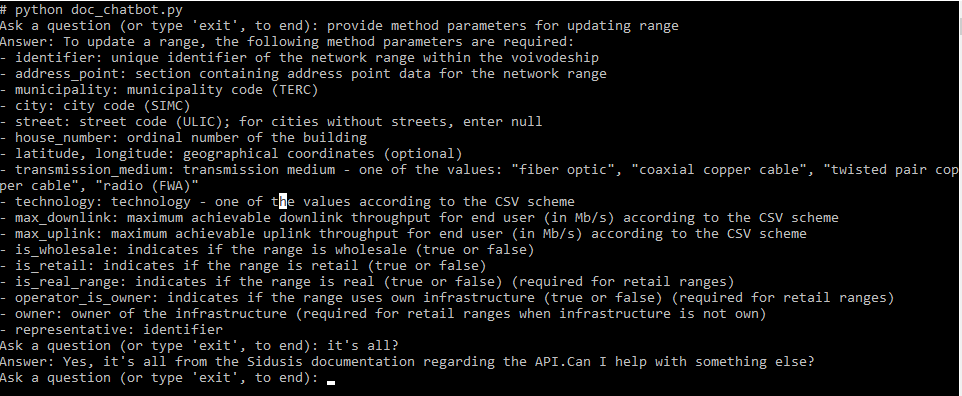 # python doc_chatbot.py
Ask a question (or type 'exit', to end): provide method parameters for updating range
Answer: To update a range, the following method parameters are required:
- identifier: unique identifier of the network range within the voivodeship
- address_point: section containing address point data for the network range
- municipality: municipality code (TERC)
- city: city code (SIMC)
- street: street code (ULIC); for cities without streets, enter null
- house_number: ordinal number of the building
- latitude, longitude: geographical coordinates (optional)
- transmission_medium: transmission medium - one of the values: "fiber optic", "coaxial copper cable", "twisted pair cop
per cable", "radio (FWA)"
- technology: technology - one of the values according to the CSV scheme
- max_downlink: maximum achievable downlink throughput for end user (in Mb/s) according to the CSV scheme
- max_uplink: maximum achievable uplink throughput for end user (in Mb/s) according to the CSV scheme
- is_wholesale: indicates if the range is wholesale (true or false)
- is_retail: indicates if the range is retail (true or false)
- is_real_range: indicates if the range is real (true or false) (required for retail ranges)
- operator_is_owner: indicates if the range uses own infrastructure (true or false) (required for retail ranges)
- owner: owner of the infrastructure (required for retail ranges when infrastructure is not own)
- representative: identifier
Ask a question (or type 'exit', to end): it's all?
Answer: Yes, it's all from the Sidusis documentation regarding the API.Can I help with something else?
Ask a question (or type 'exit', to end):